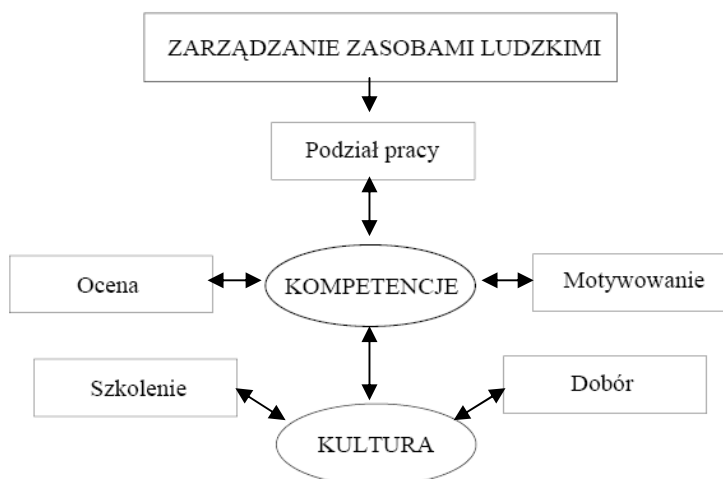 ZARZĄDZANIE ZASOBAMI LUDZKIMI
Podział pracy
Ocena
KOMPETENCJE
Motywowanie
Szkolenie
Dobór
KULTURA